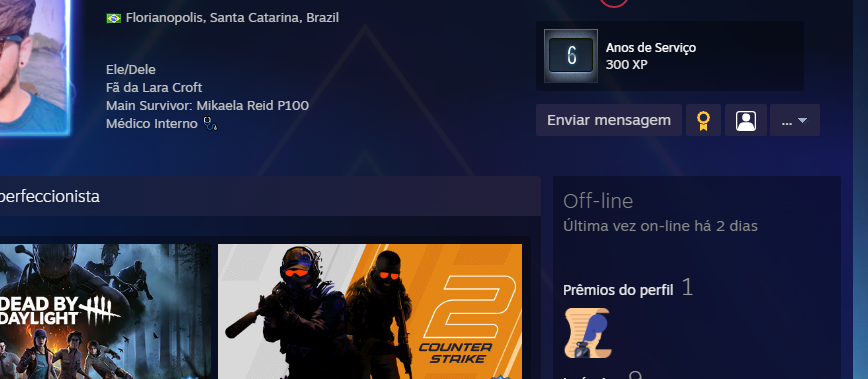 Florianopolis, Santa Catarina, Brazil
Ele/Dele
Fã da Lara Croft
Main Survivor: Mikaela Reid P100
Médico Interno
6
Anos de Serviço
300 XP
Enviar mensagem
...
perfeccionista
Off-line
Última vez on-line há 2 dias
DEAD BY
DAYLIGHT
2
COUNTER
STRIKE
Prêmios do perfil 1